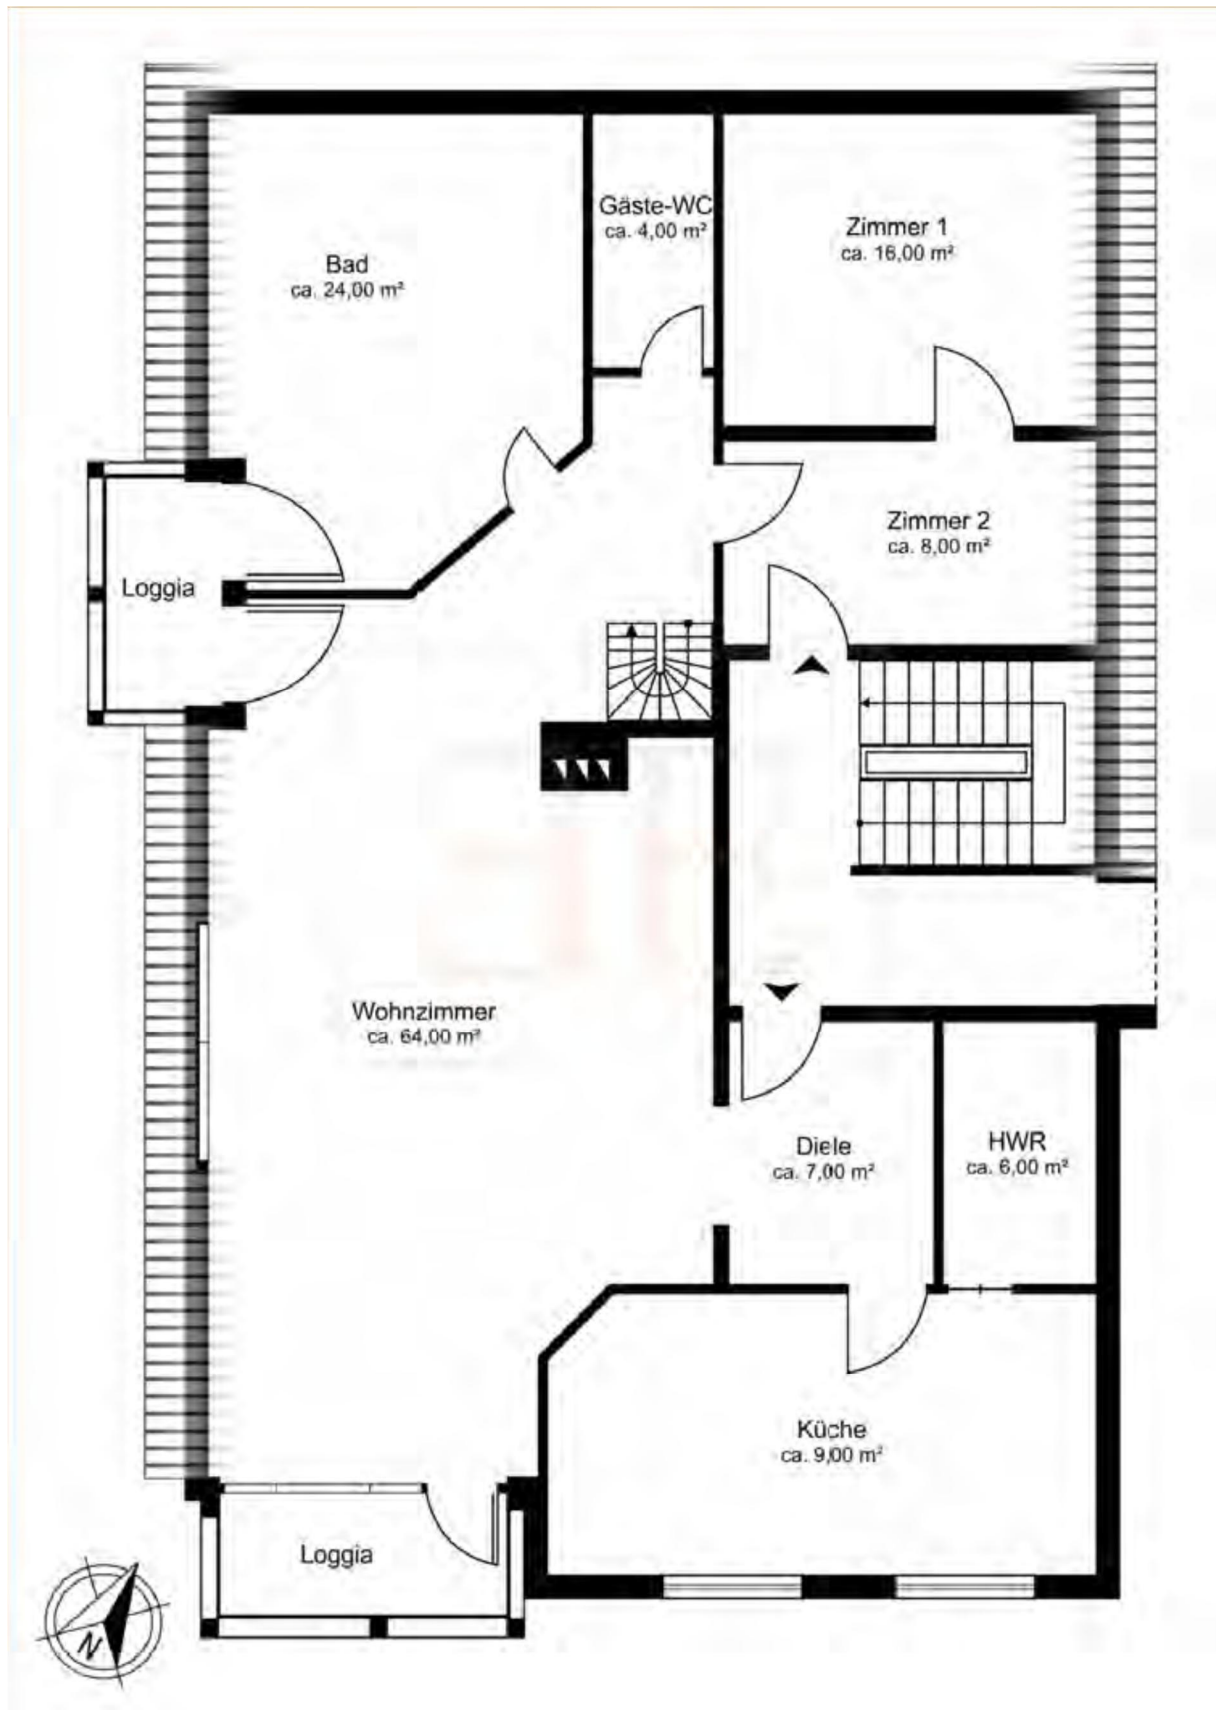 Gäste-WC
ca. 4,00 m²
Zimmer 1
ca. 16,00 m²
Bad
ca. 24,00 m²
Zimmer 2
ca. 8,00 m²
Loggia
Wohnzimmer
ca. 64,00 m²
Diele
ca. 7,00 m²
HWR
ca. 6,00 m²
Küche
ca. 9,00 m²
Loggia
N